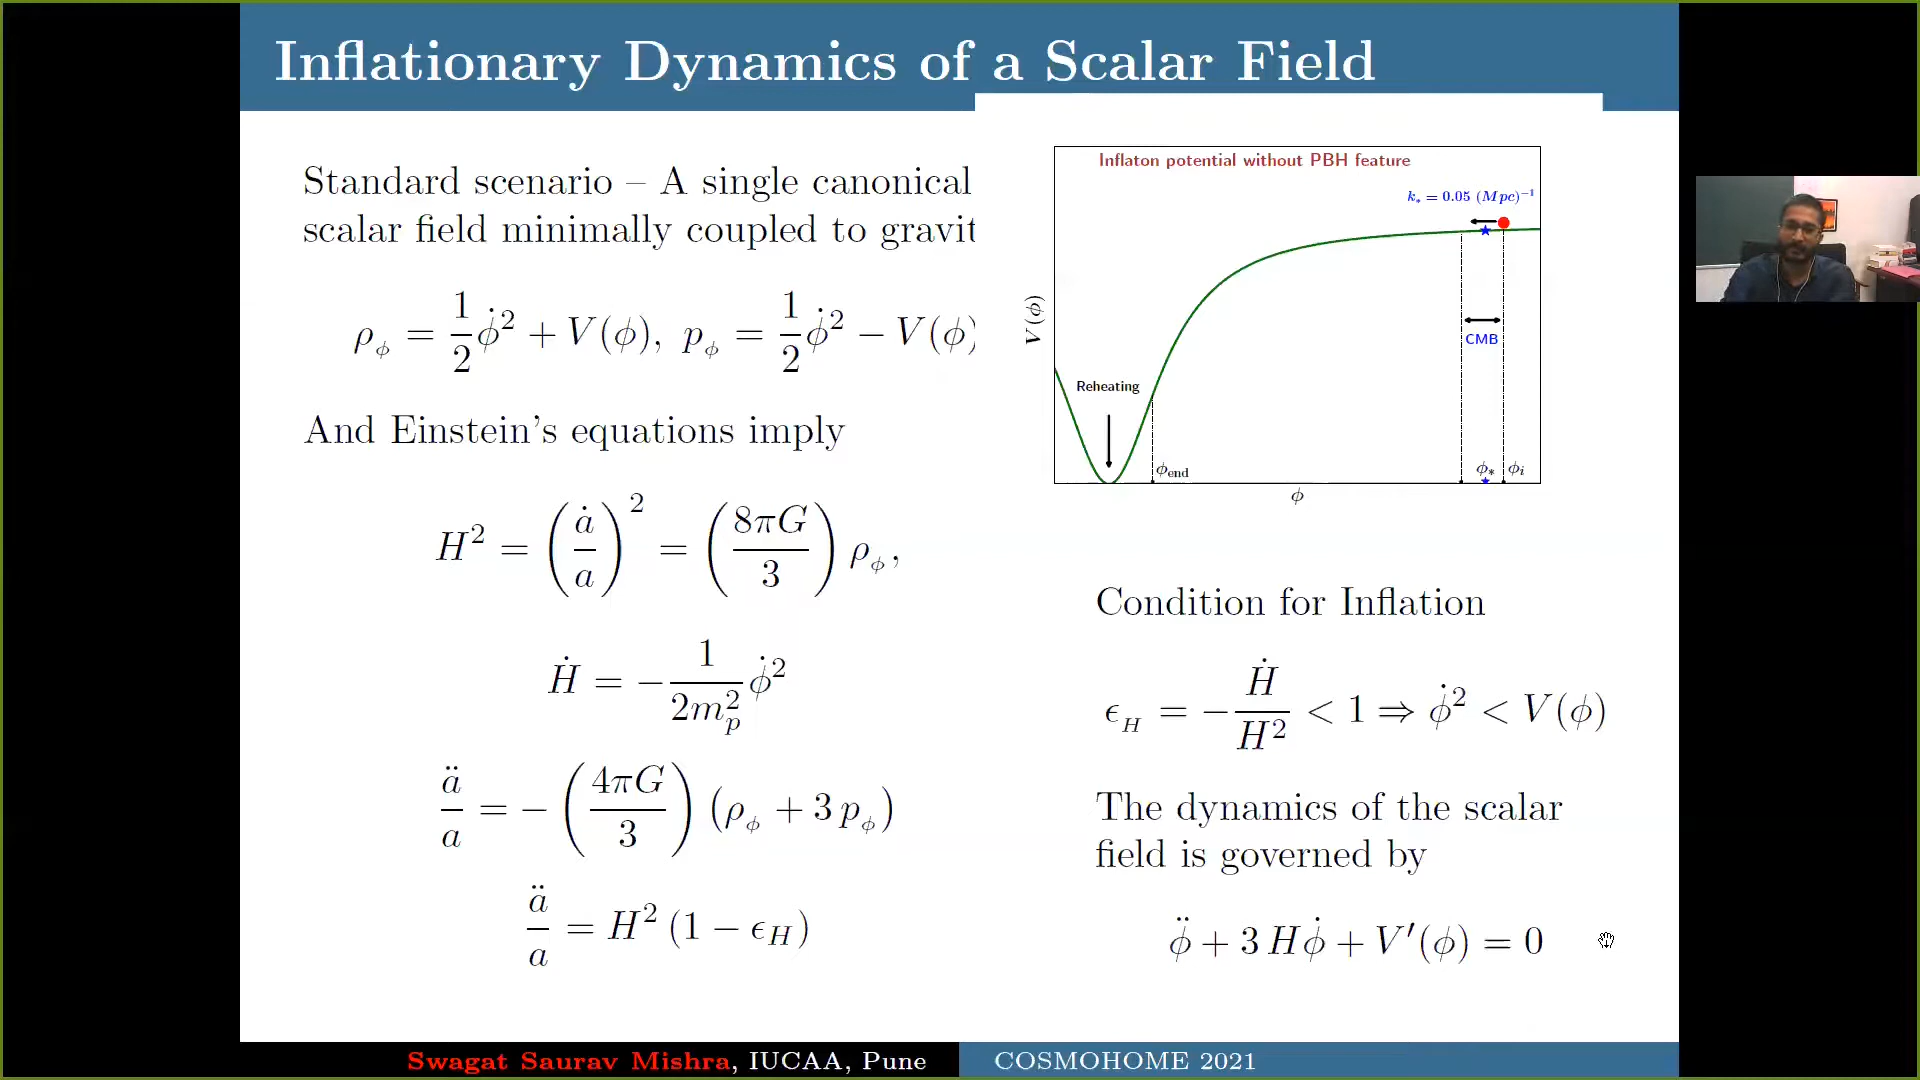 Inflationary Dynamics of a Scalar Field
Standard scenario – A single canonical
scalar field minimally coupled to gravit
ρ_ϕ = 1/2 ϕ̇² + V(ϕ), p_ϕ = 1/2 ϕ̇² − V(ϕ)
And Einstein's equations imply
H² = (ȧ/a)² = (8πG/3) ρ_ϕ,
Ḣ = − 1/(2m_p²) ϕ̇²
ä/a = − (4πG/3) (ρ_ϕ + 3 p_ϕ)
ä/a = H² (1 − ϵ_H)
Inflaton potential without PBH feature
k_* = 0.05 (Mpc)⁻¹
V(ϕ)
CMB
Reheating
ϕ_end
ϕ_*
ϕ_i
ϕ
Condition for Inflation
ϵ_H = − Ḣ/H² < 1 ⇒ ϕ̇² < V(ϕ)
The dynamics of the scalar
field is governed by
ϕ̈ + 3 Hϕ̇ + V′(ϕ) = 0
Swagat Saurav Mishra, IUCAA, Pune
COSMOHOME 2021